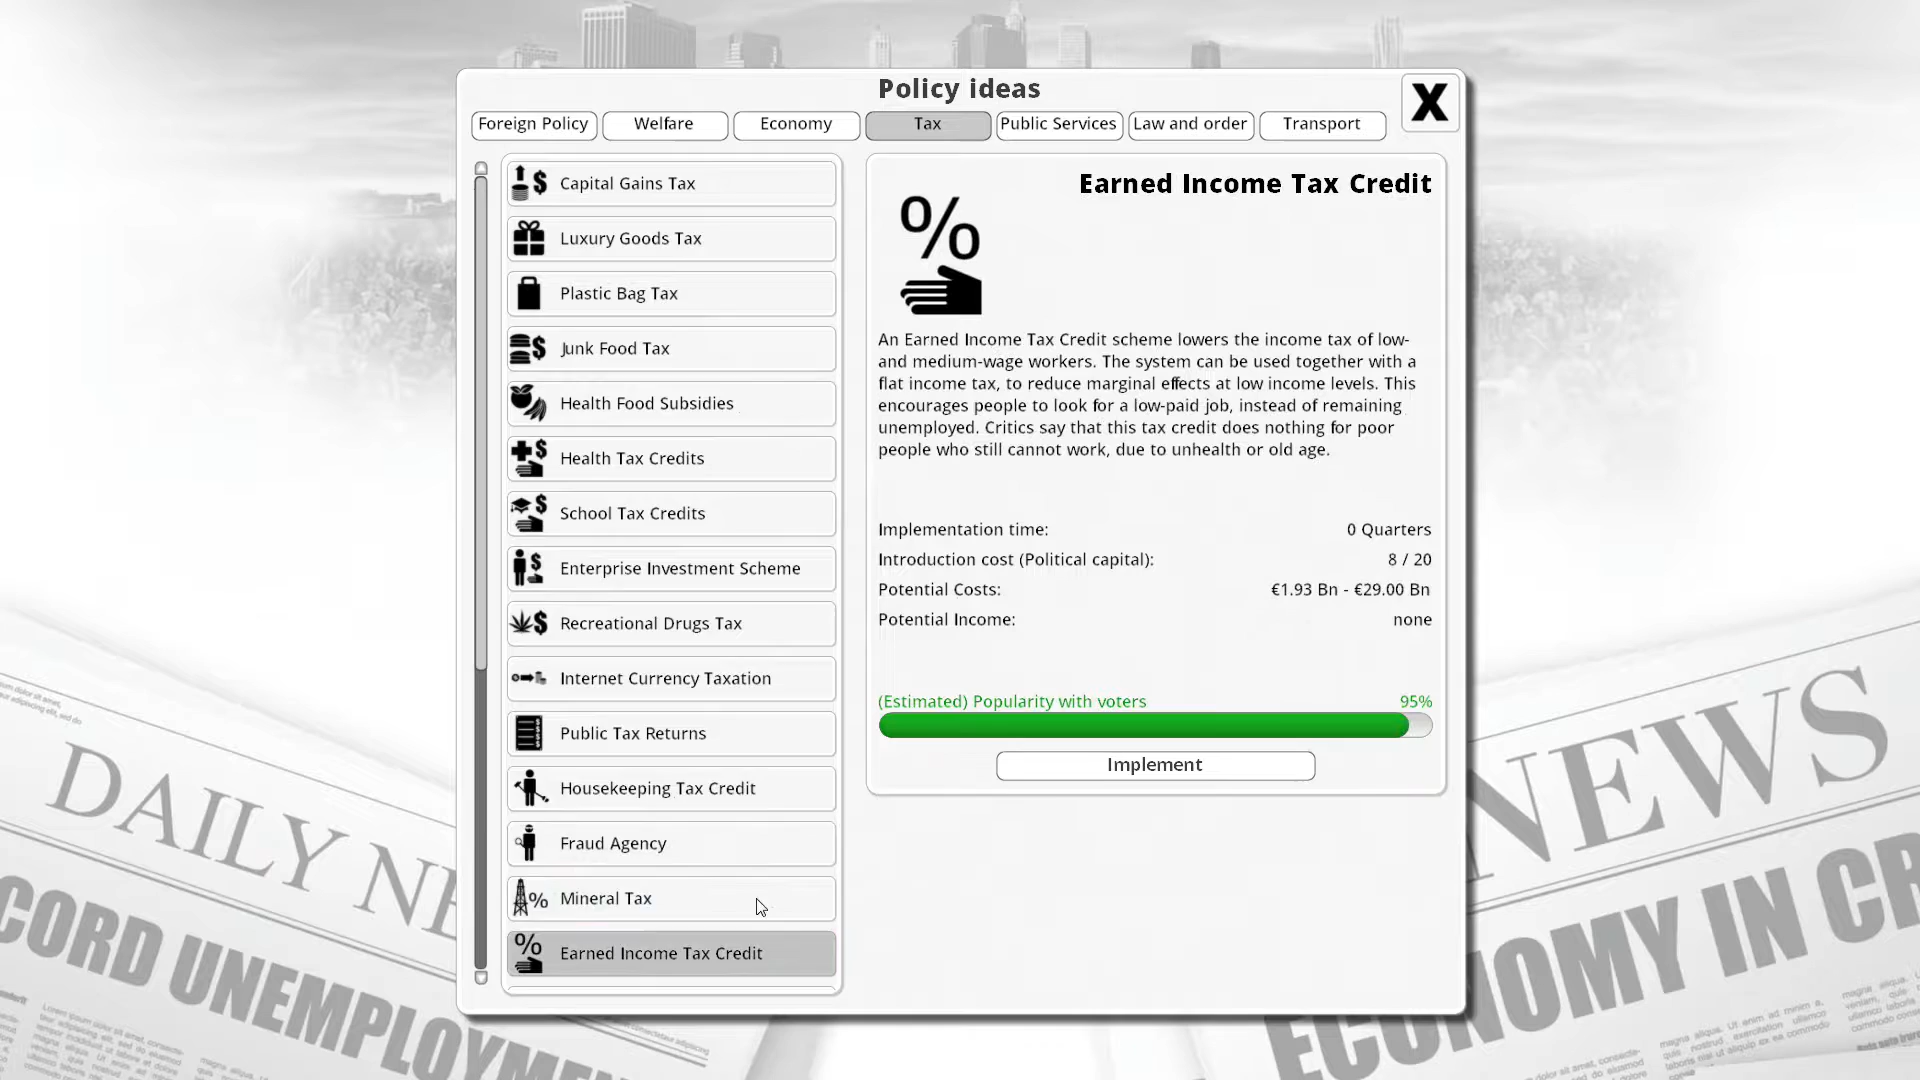 Policy ideas
X
Foreign Policy
Welfare
Economy
Tax
Public Services
Law and order
Transport
Capital Gains Tax
Luxury Goods Tax
Plastic Bag Tax
Junk Food Tax
Health Food Subsidies
Health Tax Credits
School Tax Credits
Enterprise Investment Scheme
Recreational Drugs Tax
Internet Currency Taxation
Public Tax Returns
Housekeeping Tax Credit
Fraud Agency
Mineral Tax
Earned Income Tax Credit
Earned Income Tax Credit
An Earned Income Tax Credit scheme lowers the income tax of low-
and medium-wage workers. The system can be used together with a
flat income tax, to reduce marginal effects at low income levels. This
encourages people to look for a low-paid job, instead of remaining
unemployed. Critics say that this tax credit does nothing for poor
people who still cannot work, due to unhealth or old age.
Implementation time: 0 Quarters
Introduction cost (Political capital): 8 / 20
Potential Costs: €1.93 Bn - €29.00 Bn
Potential Income: none
(Estimated) Popularity with voters 95%
Implement
DAILY NE
CORD UNEMPLOYME
NEWS
ECONOMY IN CR